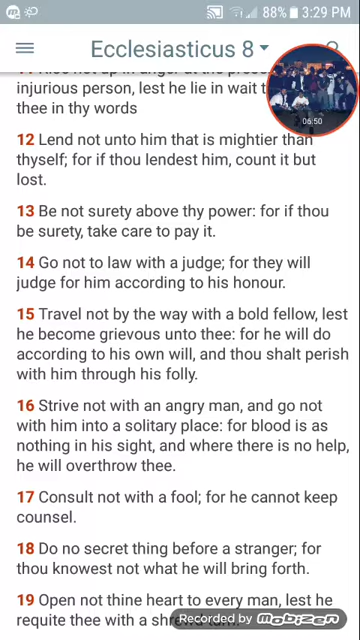 88% 3:29 PM
Ecclesiasticus 8
injurious person, lest he lie in wait
thee in thy words
06:50
12 Lend not unto him that is mightier than
thyself; for if thou lendest him, count it but
lost.
13 Be not surety above thy power: for if thou
be surety, take care to pay it.
14 Go not to law with a judge; for they will
judge for him according to his honour.
15 Travel not by the way with a bold fellow, lest
he become grievous unto thee: for he will do
according to his own will, and thou shalt perish
with him through his folly.
16 Strive not with an angry man, and go not
with him into a solitary place: for blood is as
nothing in his sight, and where there is no help,
he will overthrow thee.
17 Consult not with a fool; for he cannot keep
counsel.
18 Do no secret thing before a stranger; for
thou knowest not what he will bring forth.
19 Open not thine heart to every man, lest he
requite thee with a
Recorded by mobizen